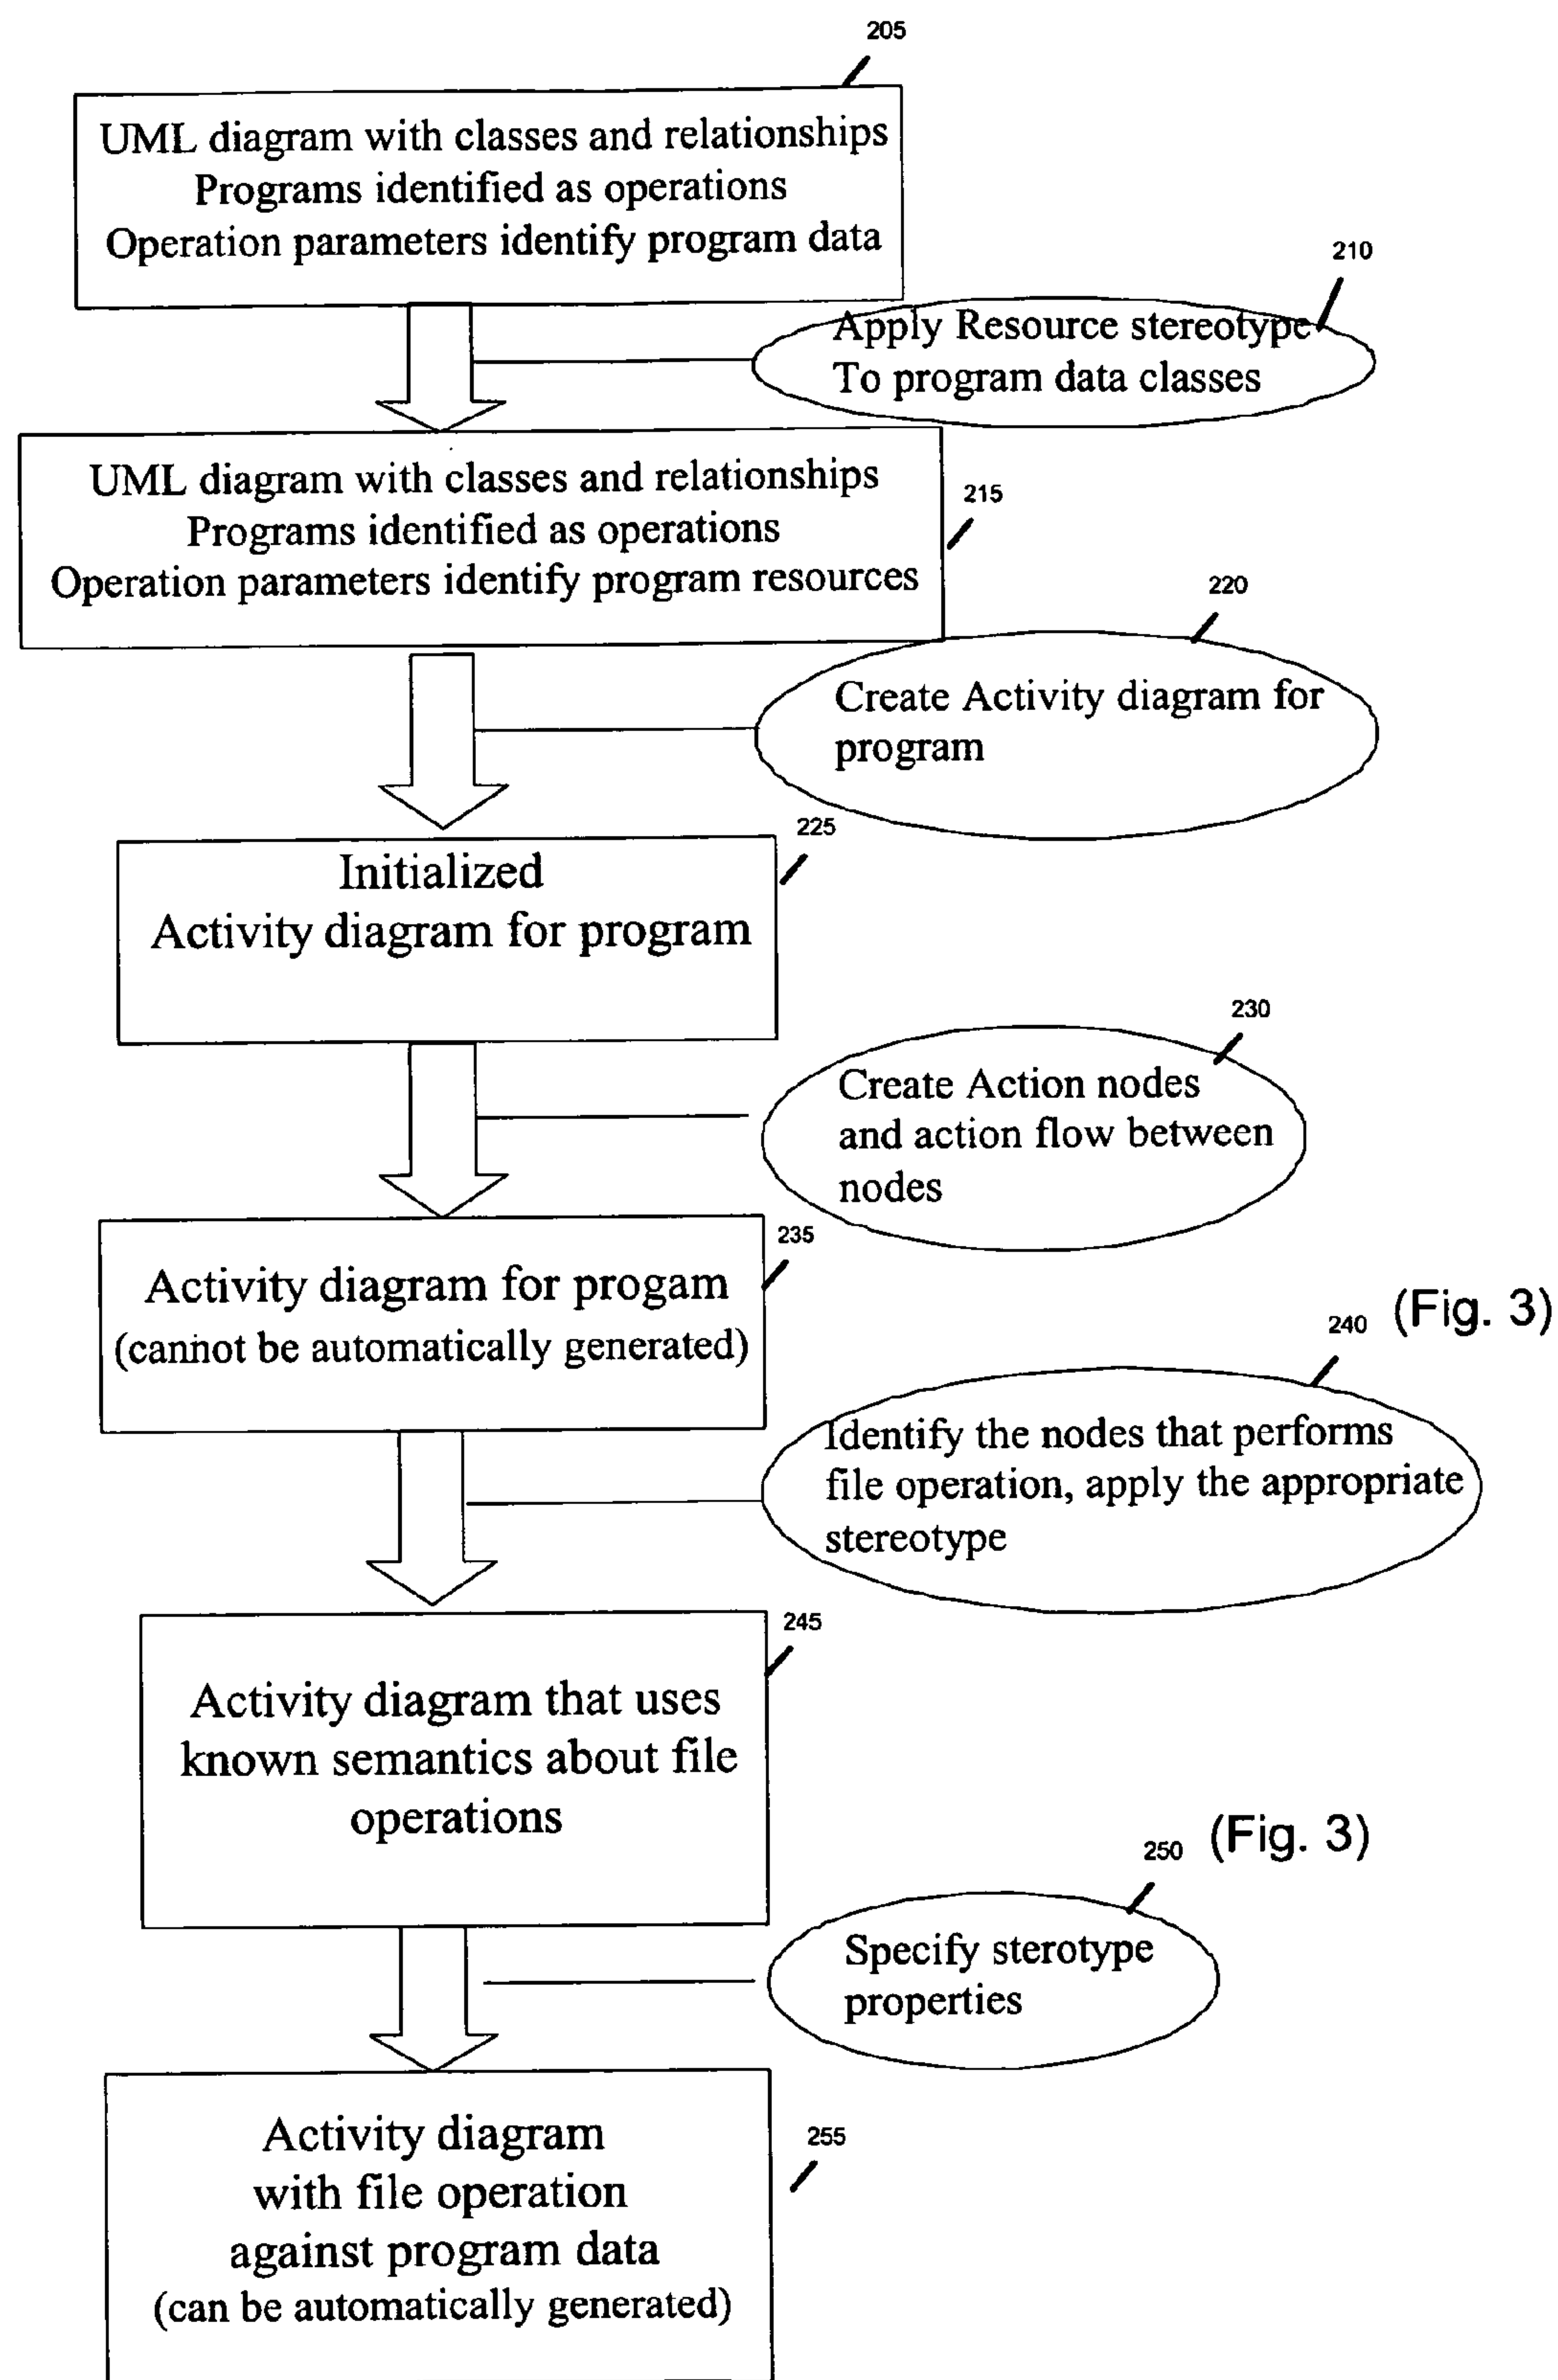 205
UML diagram with classes and relationships
Programs identified as operations
Operation parameters identify program data
210
Apply Resource stereotype
To program data classes
UML diagram with classes and relationships
Programs identified as operations
Operation parameters identify program resources
215
220
Create Activity diagram for
program
225
Initialized
Activity diagram for program
230
Create Action nodes
and action flow between
nodes
235
Activity diagram for progam
(cannot be automatically generated)
240 (Fig. 3)
Identify the nodes that performs
file operation, apply the appropriate
stereotype
245
Activity diagram that uses
known semantics about file
operations
250 (Fig. 3)
Specify sterotype
properties
255
Activity diagram
with file operation
against program data
(can be automatically generated)